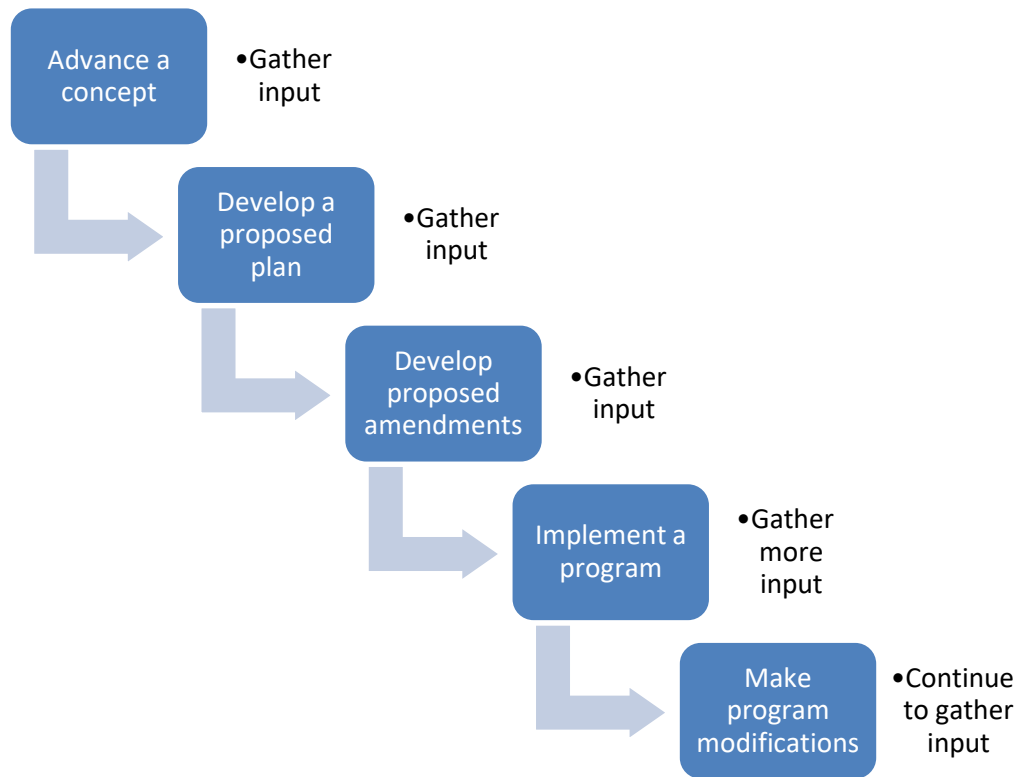 Advance a
concept
•Gather
input
Develop a
proposed
plan
•Gather
input
Develop
proposed
amendments
•Gather
input
Implement a
program
•Gather
more
input
Make
program
modifications
•Continue
to gather
input